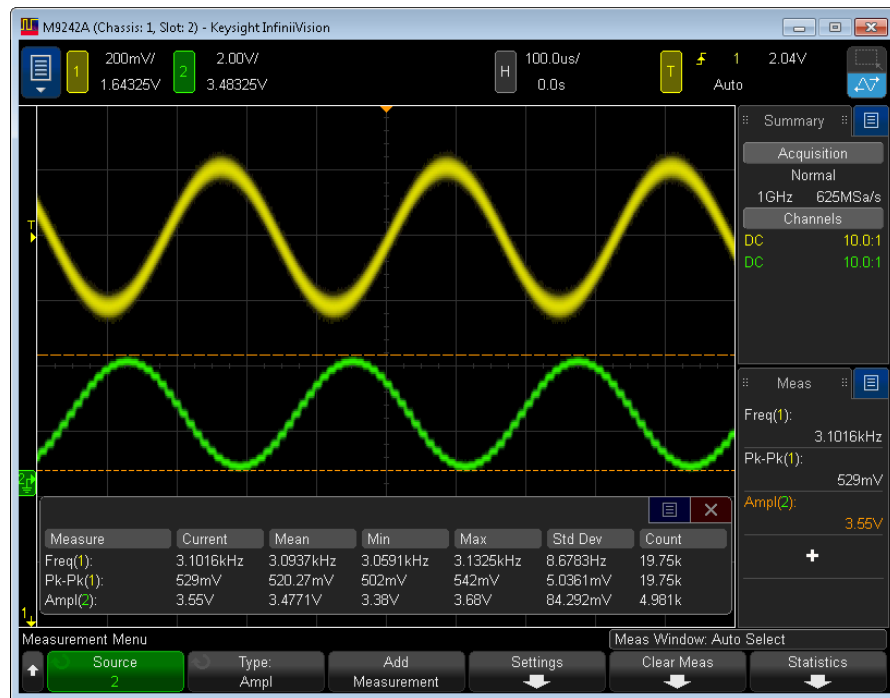 M9242A (Chassis: 1, Slot: 2) - Keysight InfiniiVision
1 200mV/ 2 2.00V/ H 100.0us/ T 1 2.04V
1.64325V 3.48325V 0.0s Auto
Summary
Acquisition
Normal
1GHz 625MSa/s
Channels
DC 10.0:1
DC 10.0:1
T
2
1
Meas
Freq(1):
3.1016kHz
Pk-Pk(1):
529mV
Ampl(2):
3.55V
Measure Current Mean Min Max Std Dev Count
Freq(1): 3.1016kHz 3.0937kHz 3.0591kHz 3.1325kHz 8.6783Hz 19.75k
Pk-Pk(1): 529mV 520.27mV 502mV 542mV 5.0361mV 19.75k
Ampl(2): 3.55V 3.4771V 3.38V 3.68V 84.292mV 4.981k
Measurement Menu Meas Window: Auto Select
Source Type: Add Settings Clear Meas Statistics
2 Ampl Measurement